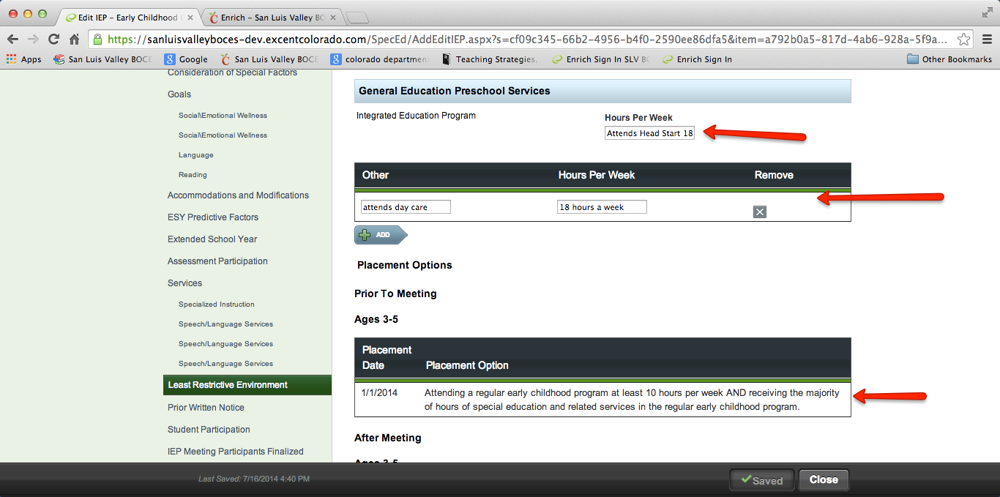 Edit IEP – Early Childhood
Enrich – San Luis Valley BO
https://sanluisvalleyboces-dev.excentcolorado.com/SpecEd/AddEditIEP.aspx?s=cf09c345-66b2-4956-b4f0-2590ee86dfa5&item=a792b0a5-817d-4ab6-928a-5f9a...
Apps San Luis Valley BOCE Google San Luis Valley BOCE colorado departmen Teaching Strategies, Enrich Sign In SLV BO Enrich Sign In Other Bookmarks
Consideration of Special Factors
Goals
Social\Emotional Wellness
Social\Emotional Wellness
Language
Reading
Accommodations and Modifications
ESY Predictive Factors
Extended School Year
Assessment Participation
Services
Specialized Instruction
Speech/Language Services
Speech/Language Services
Speech/Language Services
Least Restrictive Environment
Prior Written Notice
Student Participation
IEP Meeting Participants Finalized
General Education Preschool Services
Integrated Education Program
Hours Per Week
Attends Head Start 18
Other Hours Per Week Remove
attends day care 18 hours a week
ADD
Placement Options
Prior To Meeting
Ages 3-5
Placement
Date Placement Option
1/1/2014 Attending a regular early childhood program at least 10 hours per week AND receiving the majority
of hours of special education and related services in the regular early childhood program.
After Meeting
Ages 3-5
Last Saved: 7/16/2014 4:40 PM
Saved Close